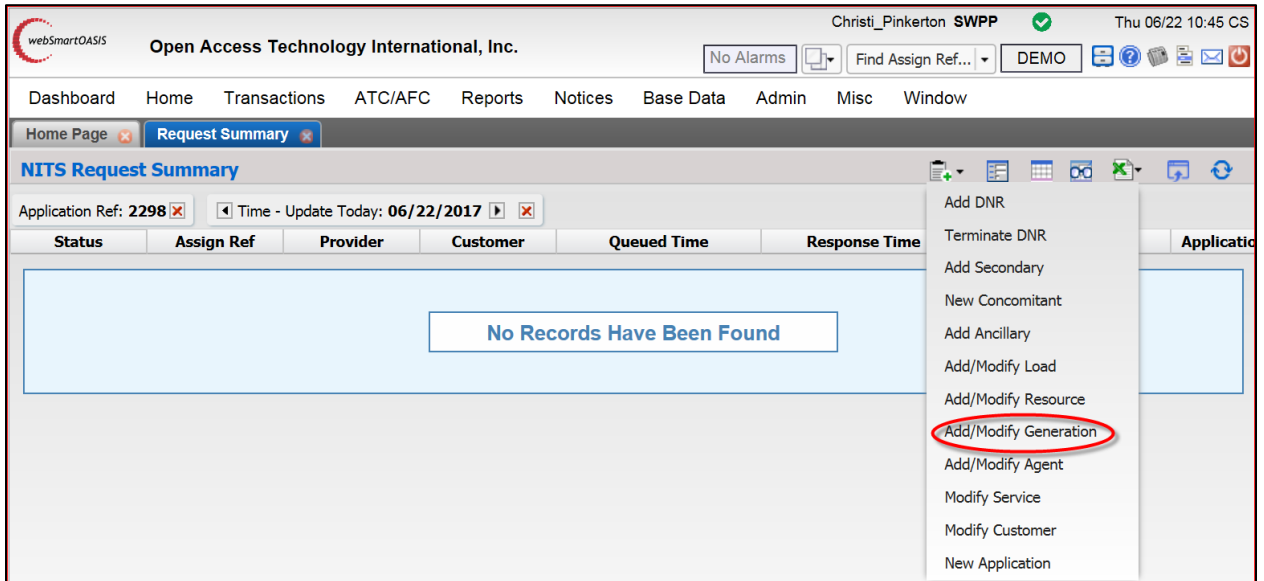 Christi_Pinkerton SWPP Thu 06/22 10:45 CS
webSmartOASIS
Open Access Technology International, Inc.
No Alarms Find Assign Ref... DEMO
Dashboard Home Transactions ATC/AFC Reports Notices Base Data Admin Misc Window
Home Page Request Summary
NITS Request Summary
Application Ref: 2298 Time - Update Today: 06/22/2017
Status Assign Ref Provider Customer Queued Time Response Time Applicatio
No Records Have Been Found
Add DNR
Terminate DNR
Add Secondary
New Concomitant
Add Ancillary
Add/Modify Load
Add/Modify Resource
Add/Modify Generation
Add/Modify Agent
Modify Service
Modify Customer
New Application